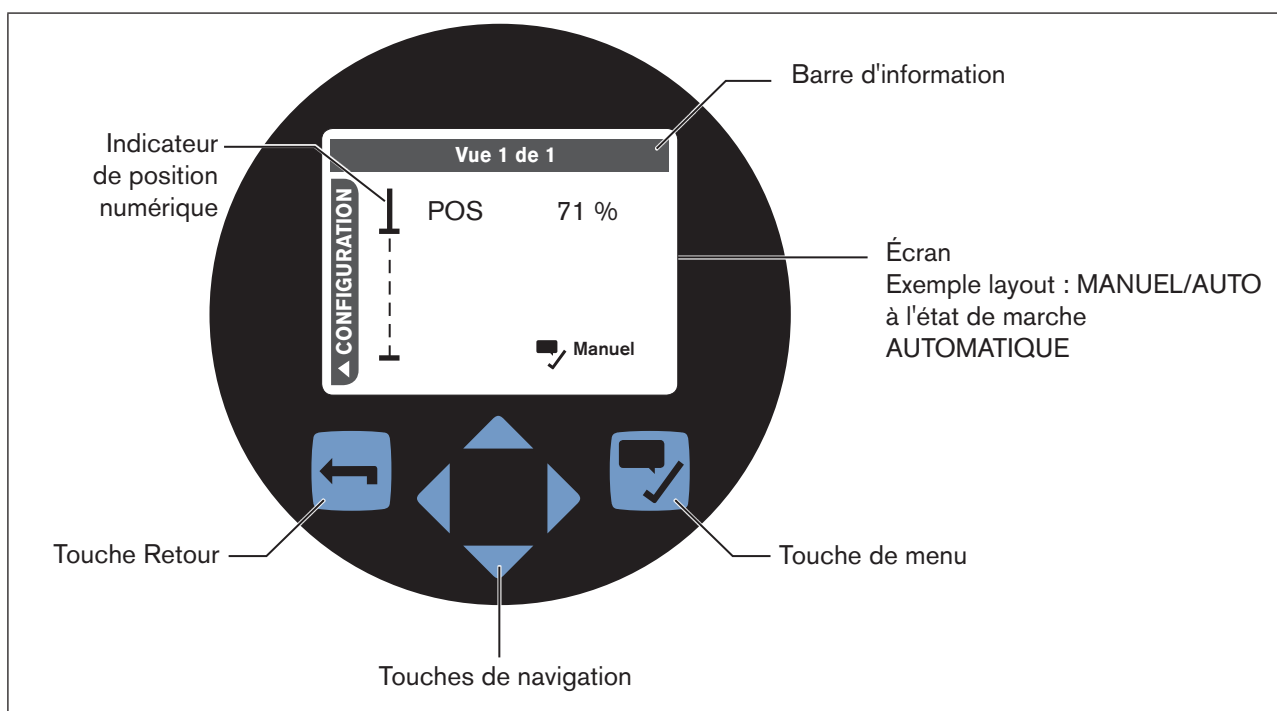 Barre d'information
Indicateur
de position
numérique
Vue 1 de 1
CONFIGURATION
POS 71 %
Manuel
Écran
Exemple layout : MANUEL/AUTO
à l'état de marche
AUTOMATIQUE
Touche Retour
Touche de menu
Touches de navigation